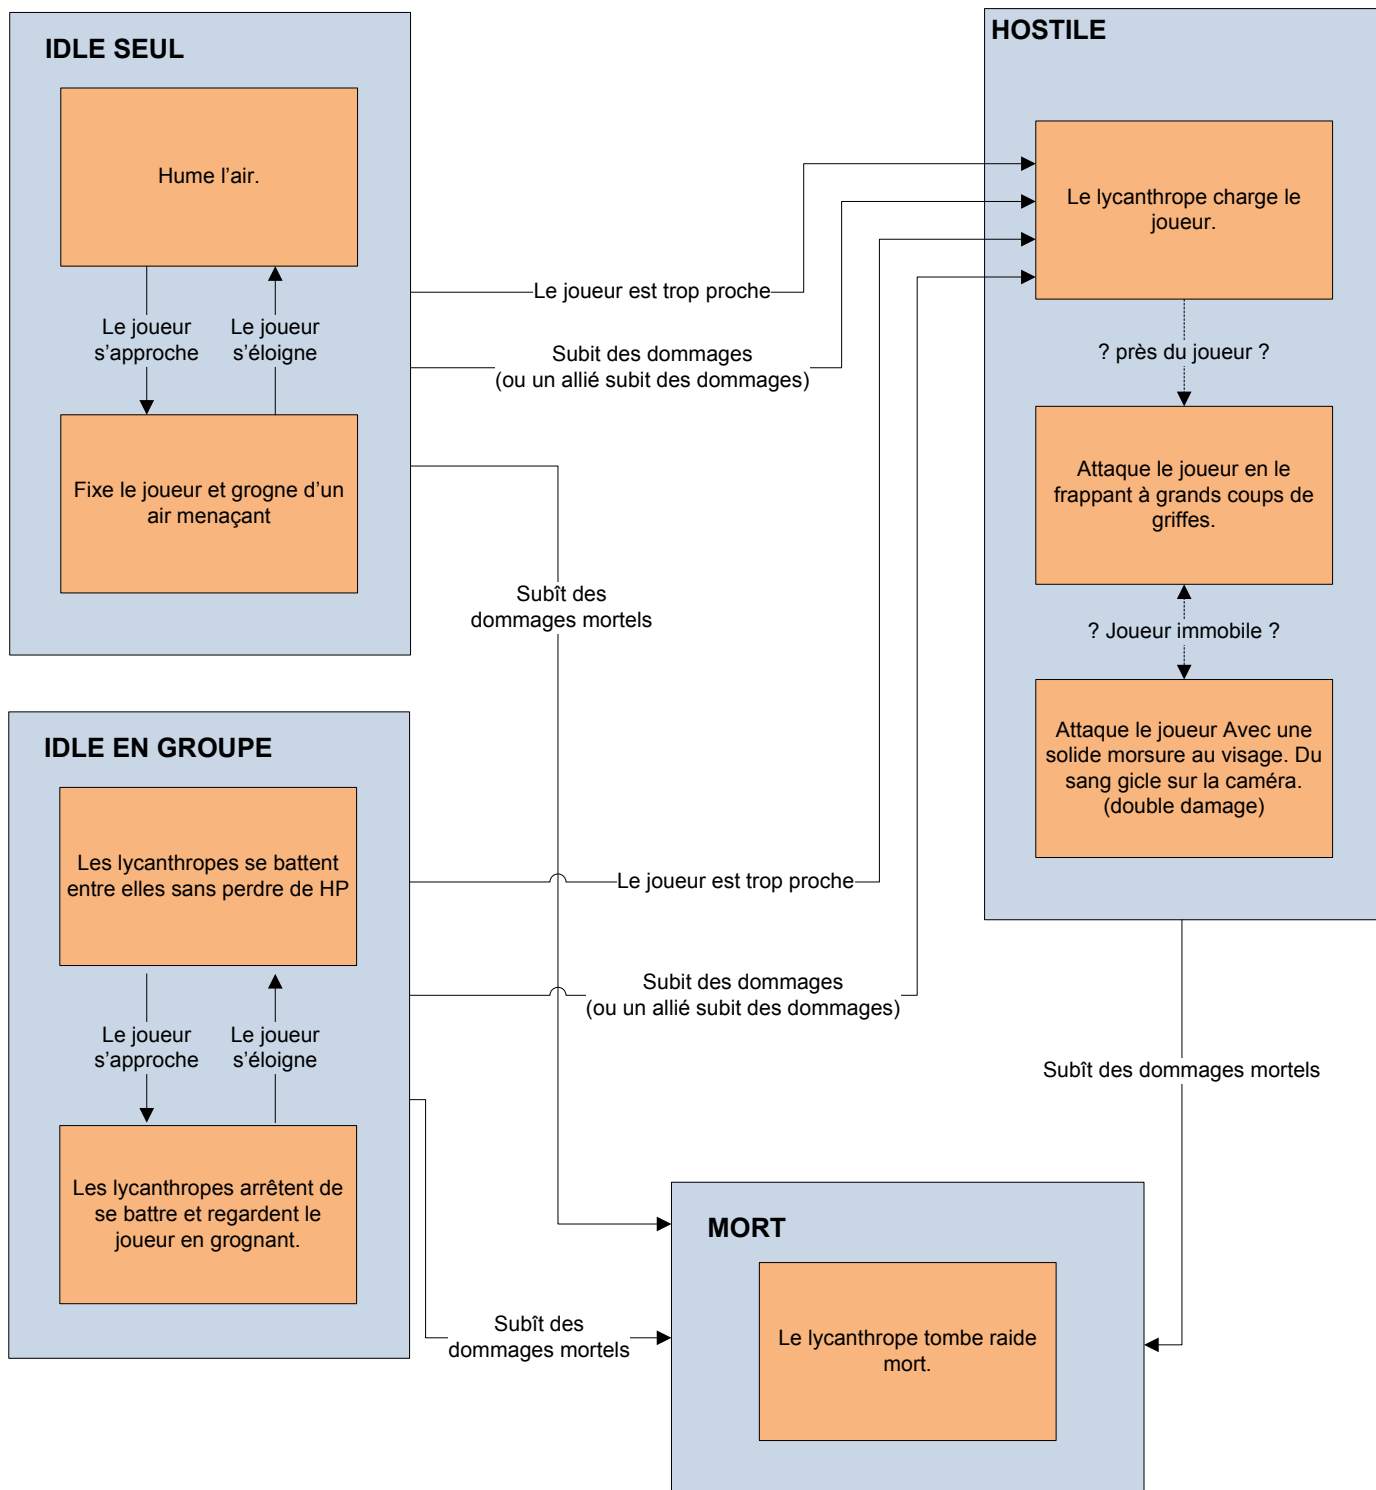 IDLE SEUL
Hume l'air.
Le joueur
s'approche
Le joueur
s'éloigne
Fixe le joueur et grogne d'un
air menaçant
Le joueur est trop proche
Subit des dommages
(ou un allié subit des dommages)
Subît des
dommages mortels
HOSTILE
Le lycanthrope charge le
joueur.
? près du joueur ?
Attaque le joueur en le
frappant à grands coups de
griffes.
? Joueur immobile ?
Attaque le joueur Avec une
solide morsure au visage. Du
sang gicle sur la caméra.
(double damage)
IDLE EN GROUPE
Les lycanthropes se battent
entre elles sans perdre de HP
Le joueur
s'approche
Le joueur
s'éloigne
Les lycanthropes arrêtent de
se battre et regardent le
joueur en grognant.
Le joueur est trop proche
Subit des dommages
(ou un allié subit des dommages)
Subît des
dommages mortels
Subît des dommages mortels
MORT
Le lycanthrope tombe raide
mort.